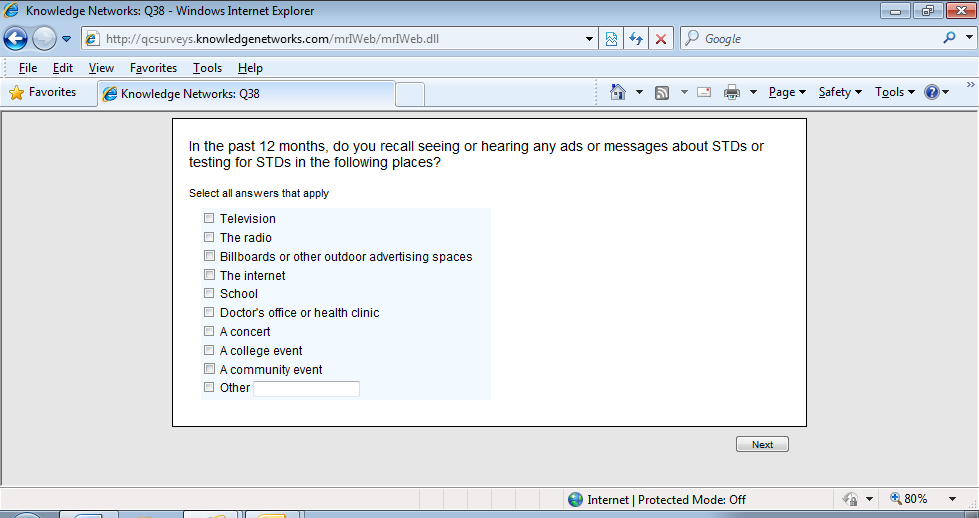 Knowledge Networks: Q38 - Windows Internet Explorer
http://qcsurveys.knowledgenetworks.com/mrIWeb/mrIWeb.dll
Google
File Edit View Favorites Tools Help
Favorites
Knowledge Networks: Q38
Page Safety Tools
In the past 12 months, do you recall seeing or hearing any ads or messages about STDs or
testing for STDs in the following places?
Select all answers that apply
Television
The radio
Billboards or other outdoor advertising spaces
The internet
School
Doctor's office or health clinic
A concert
A college event
A community event
Other
Next
Internet | Protected Mode: Off
80%